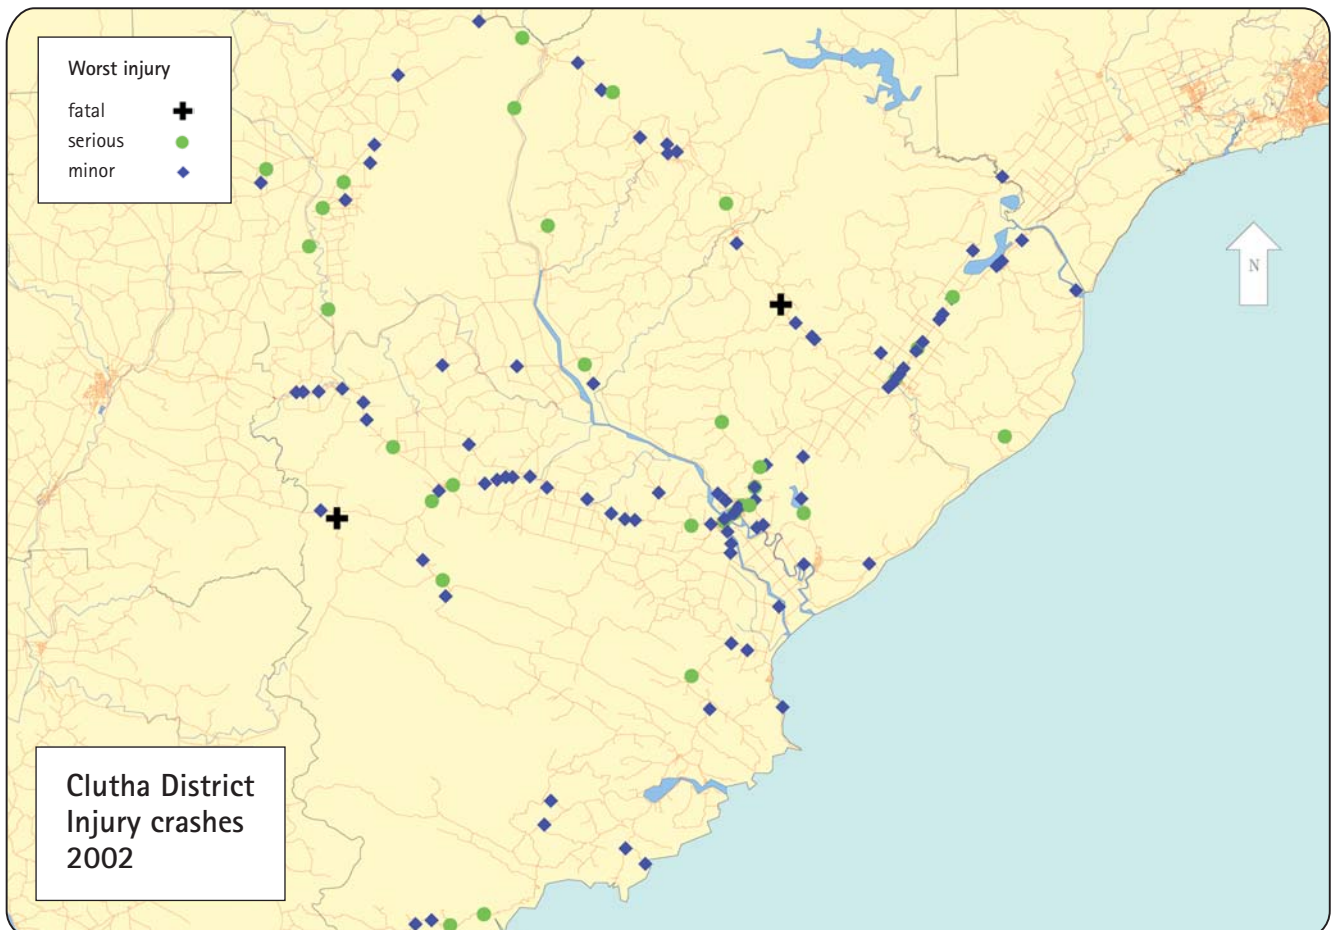 Worst injury
fatal
serious
minor
N
Clutha District
Injury crashes
2002